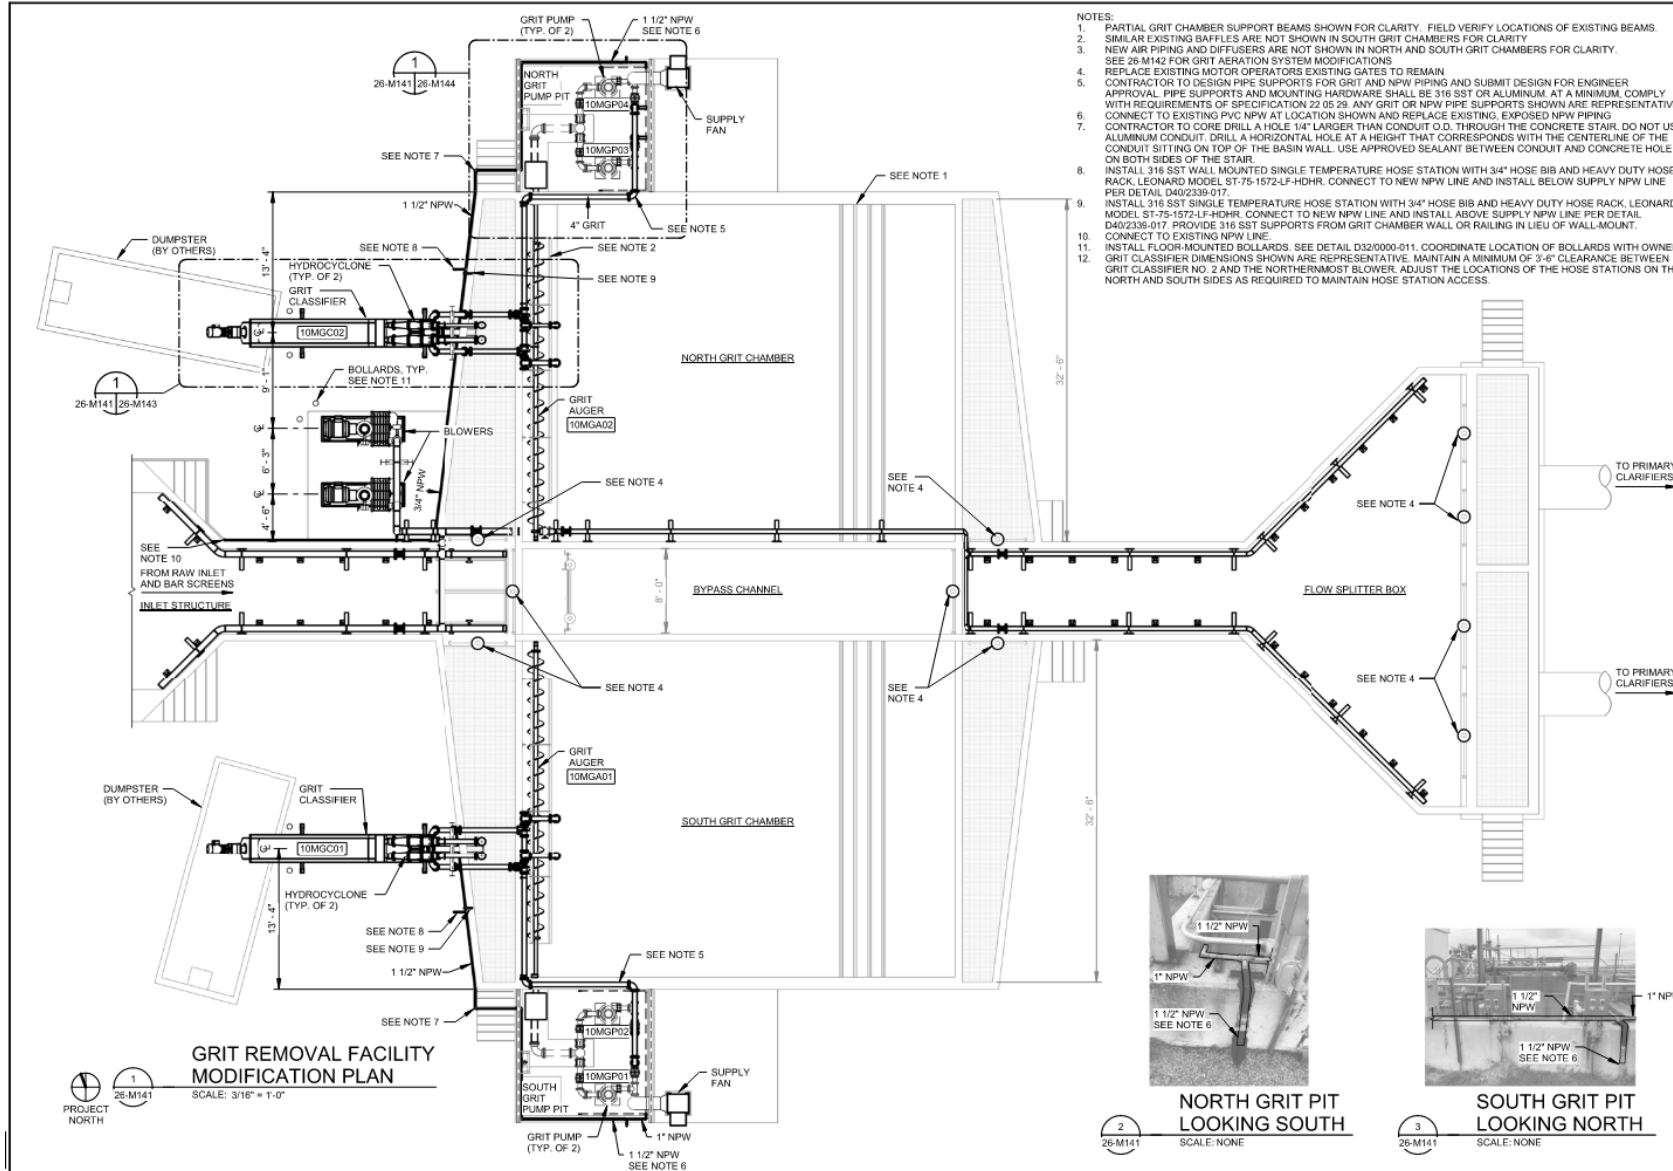 NOTES:
1. PARTIAL GRIT CHAMBER SUPPORT BEAMS SHOWN FOR CLARITY. FIELD VERIFY LOCATIONS OF EXISTING BEAMS.
2. SIMILAR EXISTING BAFFLES ARE NOT SHOWN IN SOUTH GRIT CHAMBERS FOR CLARITY
3. NEW AIR PIPING AND DIFFUSERS ARE NOT SHOWN IN NORTH AND SOUTH GRIT CHAMBERS FOR CLARITY.
SEE 26-M142 FOR GRIT AERATION SYSTEM MODIFICATIONS
4. REPLACE EXISTING MOTOR OPERATORS EXISTING GATES TO REMAIN
5. CONTRACTOR TO DESIGN PIPE SUPPORTS FOR GRIT AND NPW PIPING AND SUBMIT DESIGN FOR ENGINEER
APPROVAL. PIPE SUPPORTS AND MOUNTING HARDWARE SHALL BE 316 SST OR ALUMINUM. AT A MINIMUM, COMPLY
WITH REQUIREMENTS OF SPECIFICATION 22 05 29. ANY GRIT OR NPW PIPE SUPPORTS SHOWN ARE REPRESENTATIV
6. CONNECT TO EXISTING PVC NPW AT LOCATION SHOWN AND REPLACE EXISTING, EXPOSED NPW PIPING
7. CONTRACTOR TO CORE DRILL A HOLE 1/4" LARGER THAN CONDUIT O.D. THROUGH THE CONCRETE STAIR. DO NOT US
ALUMINUM CONDUIT. DRILL A HORIZONTAL HOLE AT A HEIGHT THAT CORRESPONDS WITH THE CENTERLINE OF THE
CONDUIT SITTING ON TOP OF THE BASIN WALL. USE APPROVED SEALANT BETWEEN CONDUIT AND CONCRETE HOLE
ON BOTH SIDES OF THE STAIR.
8. INSTALL 316 SST WALL MOUNTED SINGLE TEMPERATURE HOSE STATION WITH 3/4" HOSE BIB AND HEAVY DUTY HOSE
RACK, LEONARD MODEL ST-75-1572-LF-HDHR. CONNECT TO NEW NPW LINE AND INSTALL BELOW SUPPLY NPW LINE
PER DETAIL D40/2339-017.
9. INSTALL 316 SST SINGLE TEMPERATURE HOSE STATION WITH 3/4" HOSE BIB AND HEAVY DUTY HOSE RACK, LEONARD
MODEL ST-75-1572-LF-HDHR. CONNECT TO NEW NPW LINE AND INSTALL ABOVE SUPPLY NPW LINE PER DETAIL
D40/2339-017. PROVIDE 316 SST SUPPORTS FROM GRIT CHAMBER WALL OR RAILING IN LIEU OF WALL-MOUNT.
10. CONNECT TO EXISTING NPW LINE.
11. INSTALL FLOOR-MOUNTED BOLLARDS. SEE DETAIL D32/0000-011. COORDINATE LOCATION OF BOLLARDS WITH OWNE
12. GRIT CLASSIFIER DIMENSIONS SHOWN ARE REPRESENTATIVE. MAINTAIN A MINIMUM OF 3'-6" CLEARANCE BETWEEN
GRIT CLASSIFIER NO. 2 AND THE NORTHERNMOST BLOWER. ADJUST THE LOCATIONS OF THE HOSE STATIONS ON TH
NORTH AND SOUTH SIDES AS REQUIRED TO MAINTAIN HOSE STATION ACCESS.
GRIT PUMP
(TYP. OF 2)
1 1/2" NPW
SEE NOTE 6
1
26-M141 26-M144
NORTH
GRIT
PUMP PIT
10MGP04
10MGP03
SUPPLY
FAN
SEE NOTE 7
SEE NOTE 1
1 1/2" NPW
4" GRIT
SEE NOTE 5
DUMPSTER
(BY OTHERS)
SEE NOTE 8
SEE NOTE 2
13' - 4"
HYDROCYCLONE
(TYP. OF 2)
SEE NOTE 9
GRIT
CLASSIFIER
10MGC02
NORTH GRIT CHAMBER
32' - 6"
BOLLARDS, TYP.
SEE NOTE 11
9' - 1"
1
26-M141 26-M143
GRIT
AUGER
10MGA02
BLOWERS
6' - 3"
3/4" NPW
4' - 6"
SEE NOTE 4
SEE
NOTE 4
SEE NOTE 4
TO PRIMARY
CLARIFIERS
SEE
NOTE 10
FROM RAW INLET
AND BAR SCREENS
INLET STRUCTURE
8' - 0"
BYPASS CHANNEL
FLOW SPLITTER BOX
SEE NOTE 4
SEE
NOTE 4
SEE NOTE 4
TO PRIMARY
CLARIFIERS
GRIT
AUGER
10MGA01
DUMPSTER
(BY OTHERS)
GRIT
CLASSIFIER
10MGC01
SOUTH GRIT CHAMBER
32' - 6"
HYDROCYCLONE
(TYP. OF 2)
13' - 4"
SEE NOTE 8
SEE NOTE 9
1 1/2" NPW
SEE NOTE 5
SEE NOTE 7
10MGP02
10MGP01
SOUTH
GRIT
PUMP PIT
SUPPLY
FAN
GRIT PUMP
(TYP. OF 2)
1" NPW
1 1/2" NPW
SEE NOTE 6
1 1/2" NPW
1" NPW
1 1/2" NPW
SEE NOTE 6
1 1/2"
NPW
1" NP
1 1/2" NPW
SEE NOTE 6
PROJECT
NORTH
1
26-M141
GRIT REMOVAL FACILITY
MODIFICATION PLAN
SCALE: 3/16" = 1'-0"
2
26-M141
NORTH GRIT PIT
LOOKING SOUTH
SCALE: NONE
3
26-M141
SOUTH GRIT PIT
LOOKING NORTH
SCALE: NONE